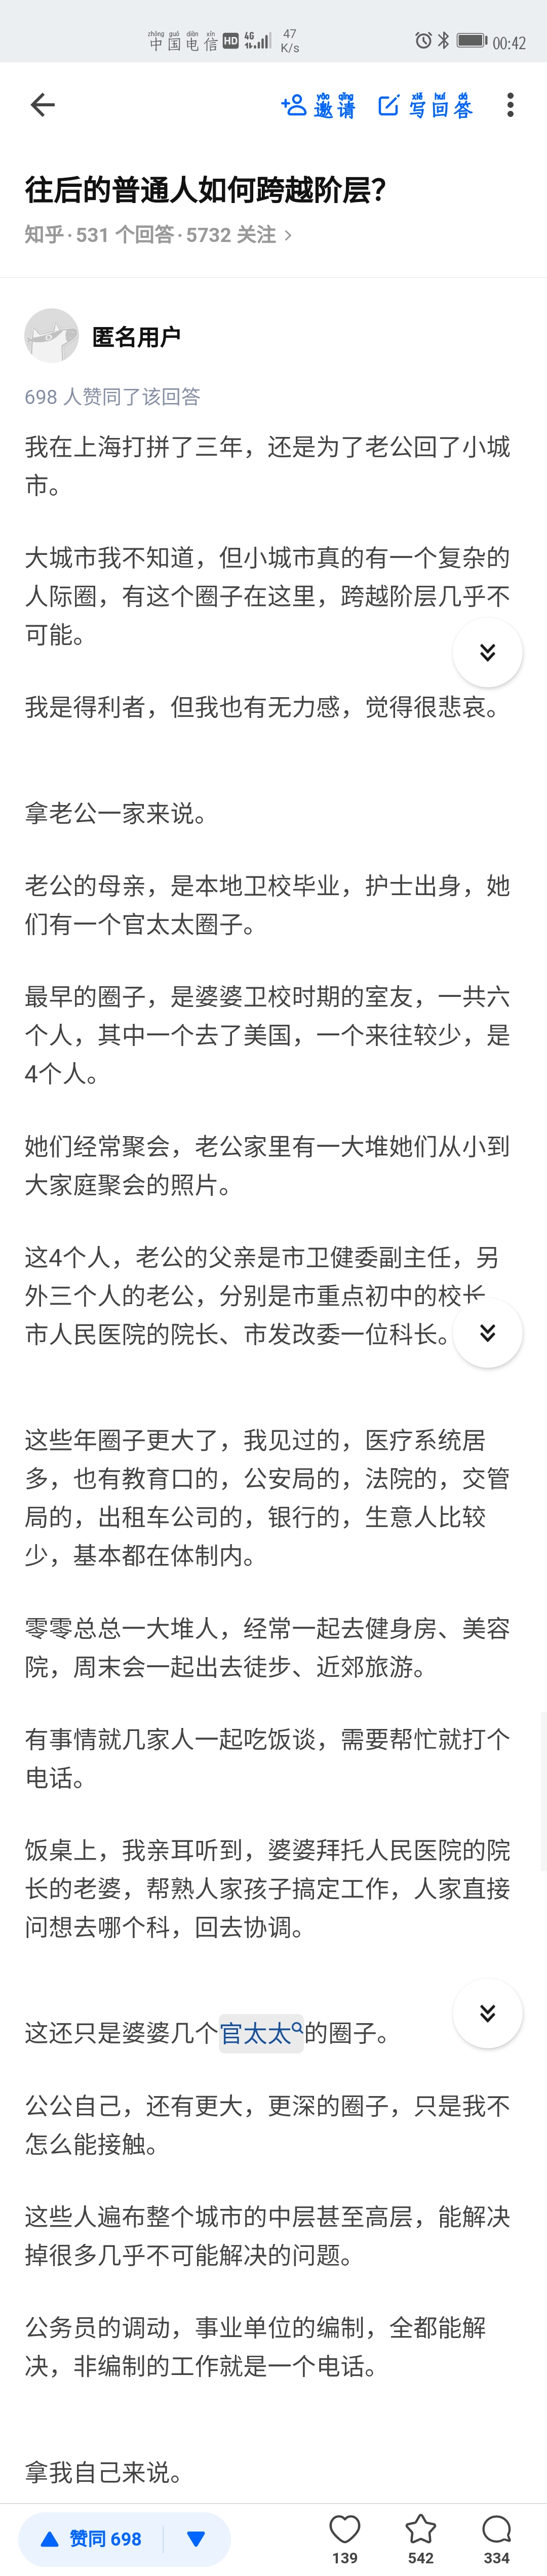 zhōng guó diàn xìn
中国电信 HD 4G 47 K/s 00:42
yāo qǐng xiě huí dá
邀请 写回答
往后的普通人如何跨越阶层?
知乎·531 个回答·5732 关注
匿名用户
698 人赞同了该回答
我在上海打拼了三年，还是为了老公回了小城
市。
大城市我不知道，但小城市真的有一个复杂的
人际圈，有这个圈子在这里，跨越阶层几乎不
可能。
我是得利者，但我也有无力感，觉得很悲哀。
拿老公一家来说。
老公的母亲，是本地卫校毕业，护士出身，她
们有一个官太太圈子。
最早的圈子，是婆婆卫校时期的室友，一共六
个人，其中一个去了美国，一个来往较少，是
4个人。
她们经常聚会，老公家里有一大堆她们从小到
大家庭聚会的照片。
这4个人，老公的父亲是市卫健委副主任，另
外三个人的老公，分别是市重点初中的校长
市人民医院的院长、市发改委一位科长。
这些年圈子更大了，我见过的，医疗系统居
多，也有教育口的，公安局的，法院的，交管
局的，出租车公司的，银行的，生意人比较
少，基本都在体制内。
零零总总一大堆人，经常一起去健身房、美容
院，周末会一起出去徒步、近郊旅游。
有事情就几家人一起吃饭谈，需要帮忙就打个
电话。
饭桌上，我亲耳听到，婆婆拜托人民医院的院
长的老婆，帮熟人家孩子搞定工作，人家直接
问想去哪个科，回去协调。
这还只是婆婆几个官太太的圈子。
公公自己，还有更大，更深的圈子，只是我不
怎么能接触。
这些人遍布整个城市的中层甚至高层，能解决
掉很多几乎不可能解决的问题。
公务员的调动，事业单位的编制，全都能解
决，非编制的工作就是一个电话。
拿我自己来说。
赞同 698 139 542 334